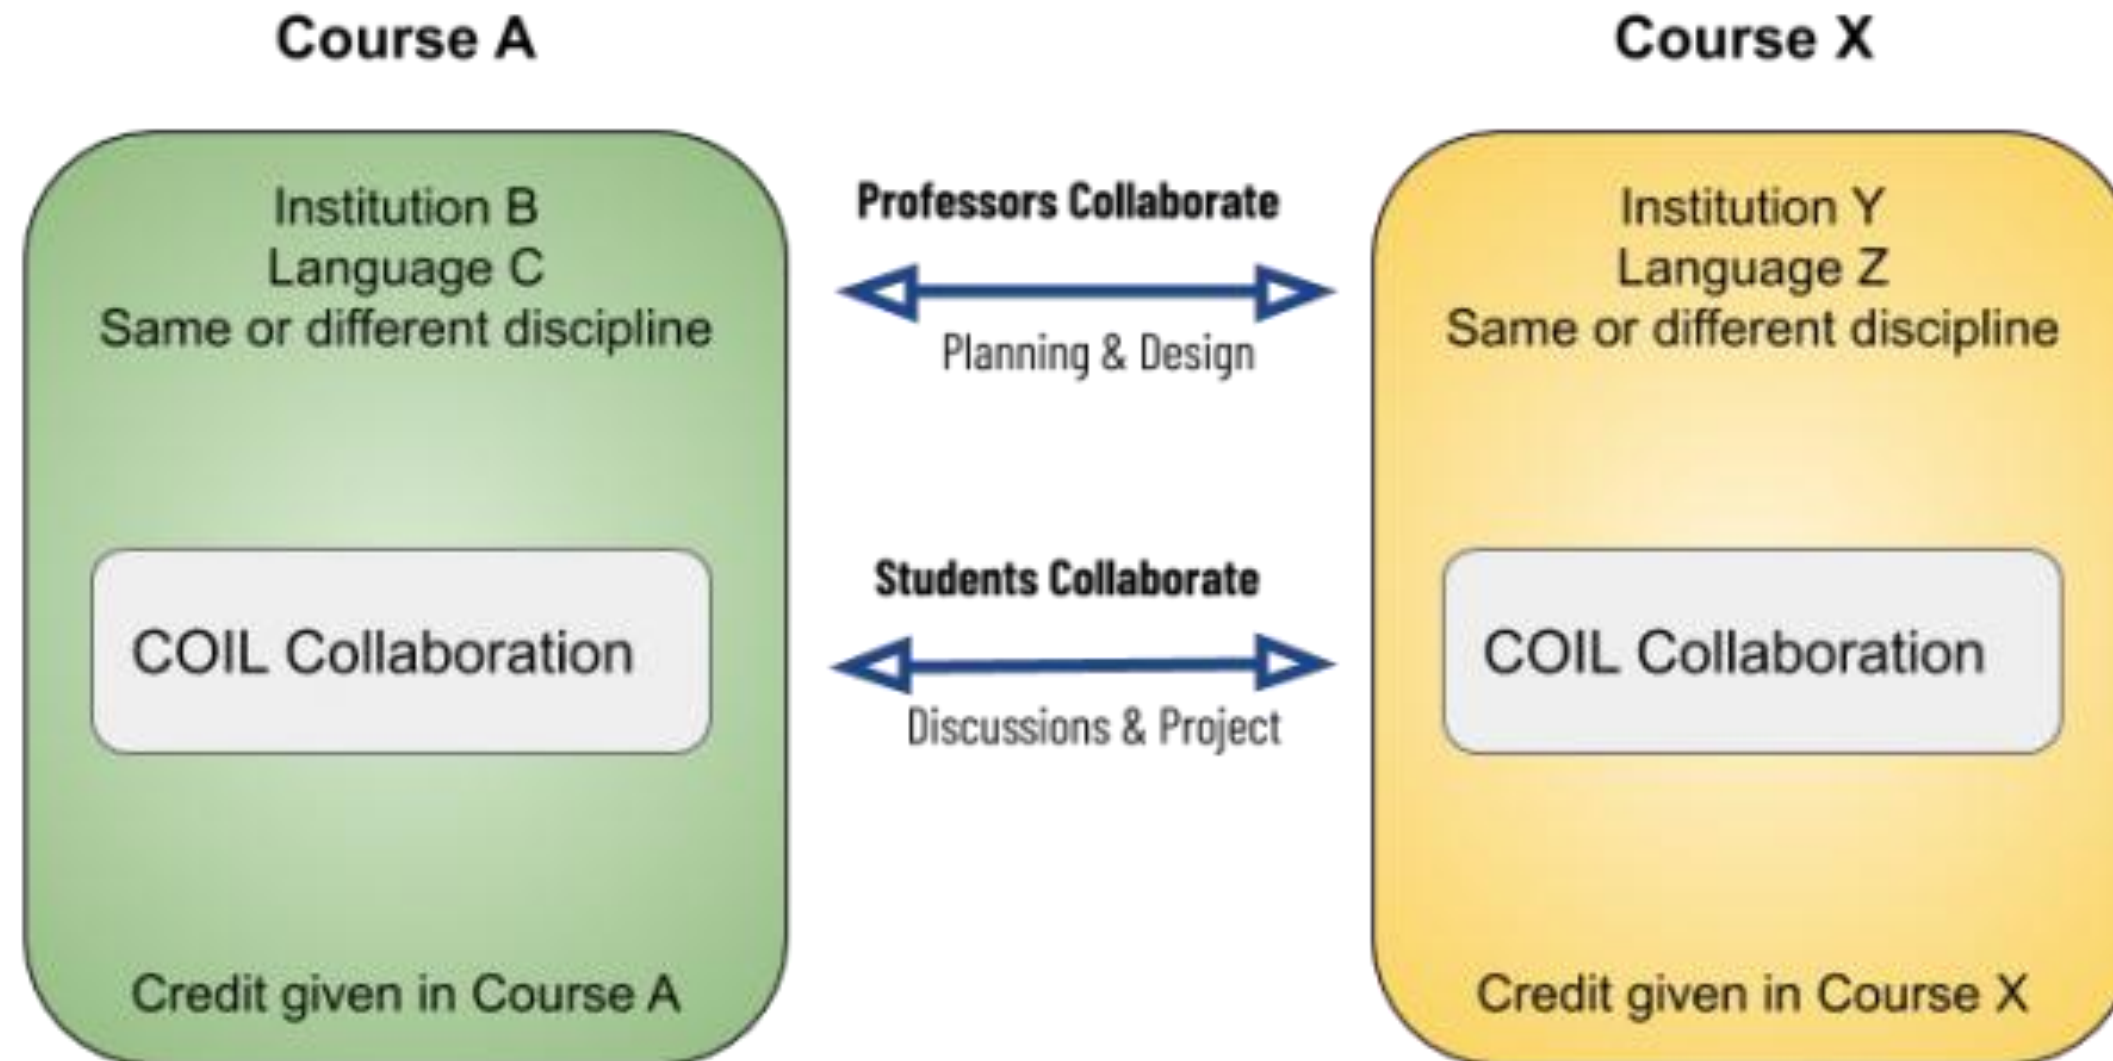 Course A
Institution B
Language C
Same or different discipline
COIL Collaboration
Credit given in Course A
Professors Collaborate
Planning & Design
Students Collaborate
Discussions & Project
Course X
Institution Y
Language Z
Same or different discipline
COIL Collaboration
Credit given in Course X